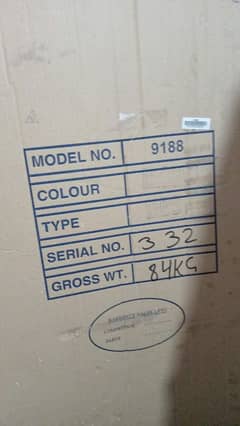 MODEL NO. 9188
COLOUR
TYPE
SERIAL NO. 332
GROSS WT. 84KG